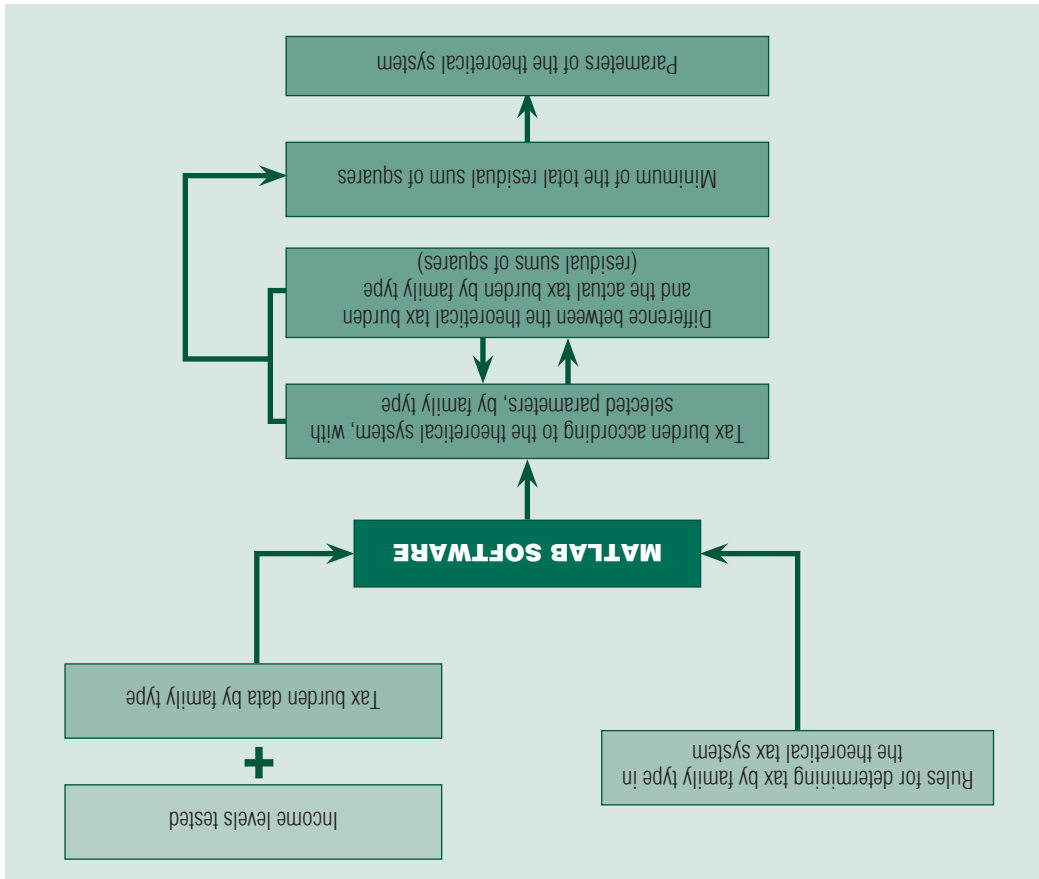 Rules for determining tax by family type in
the theoretical tax system
Income levels tested
+
Tax burden data by family type
MATLAB SOFTWARE
Tax burden according to the theoretical system, with
selected parameters, by family type
Difference between the theoretical tax burden
and the actual tax burden by family type
(residual sums of squares)
Minimum of the total residual sum of squares
Parameters of the theoretical system